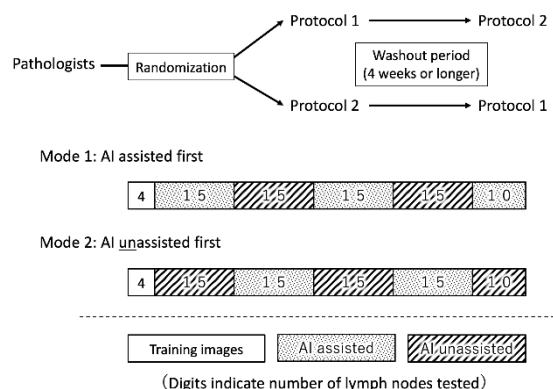 Protocol 1 Protocol 2
Pathologists Randomization Washout period
(4 weeks or longer)
Protocol 2 Protocol 1
Mode 1: AI assisted first
4 15 15 15 15 10
Mode 2: AI unassisted first
4 15 15 15 15 10
Training images AI assisted AI unassisted
(Digits indicate number of lymph nodes tested)